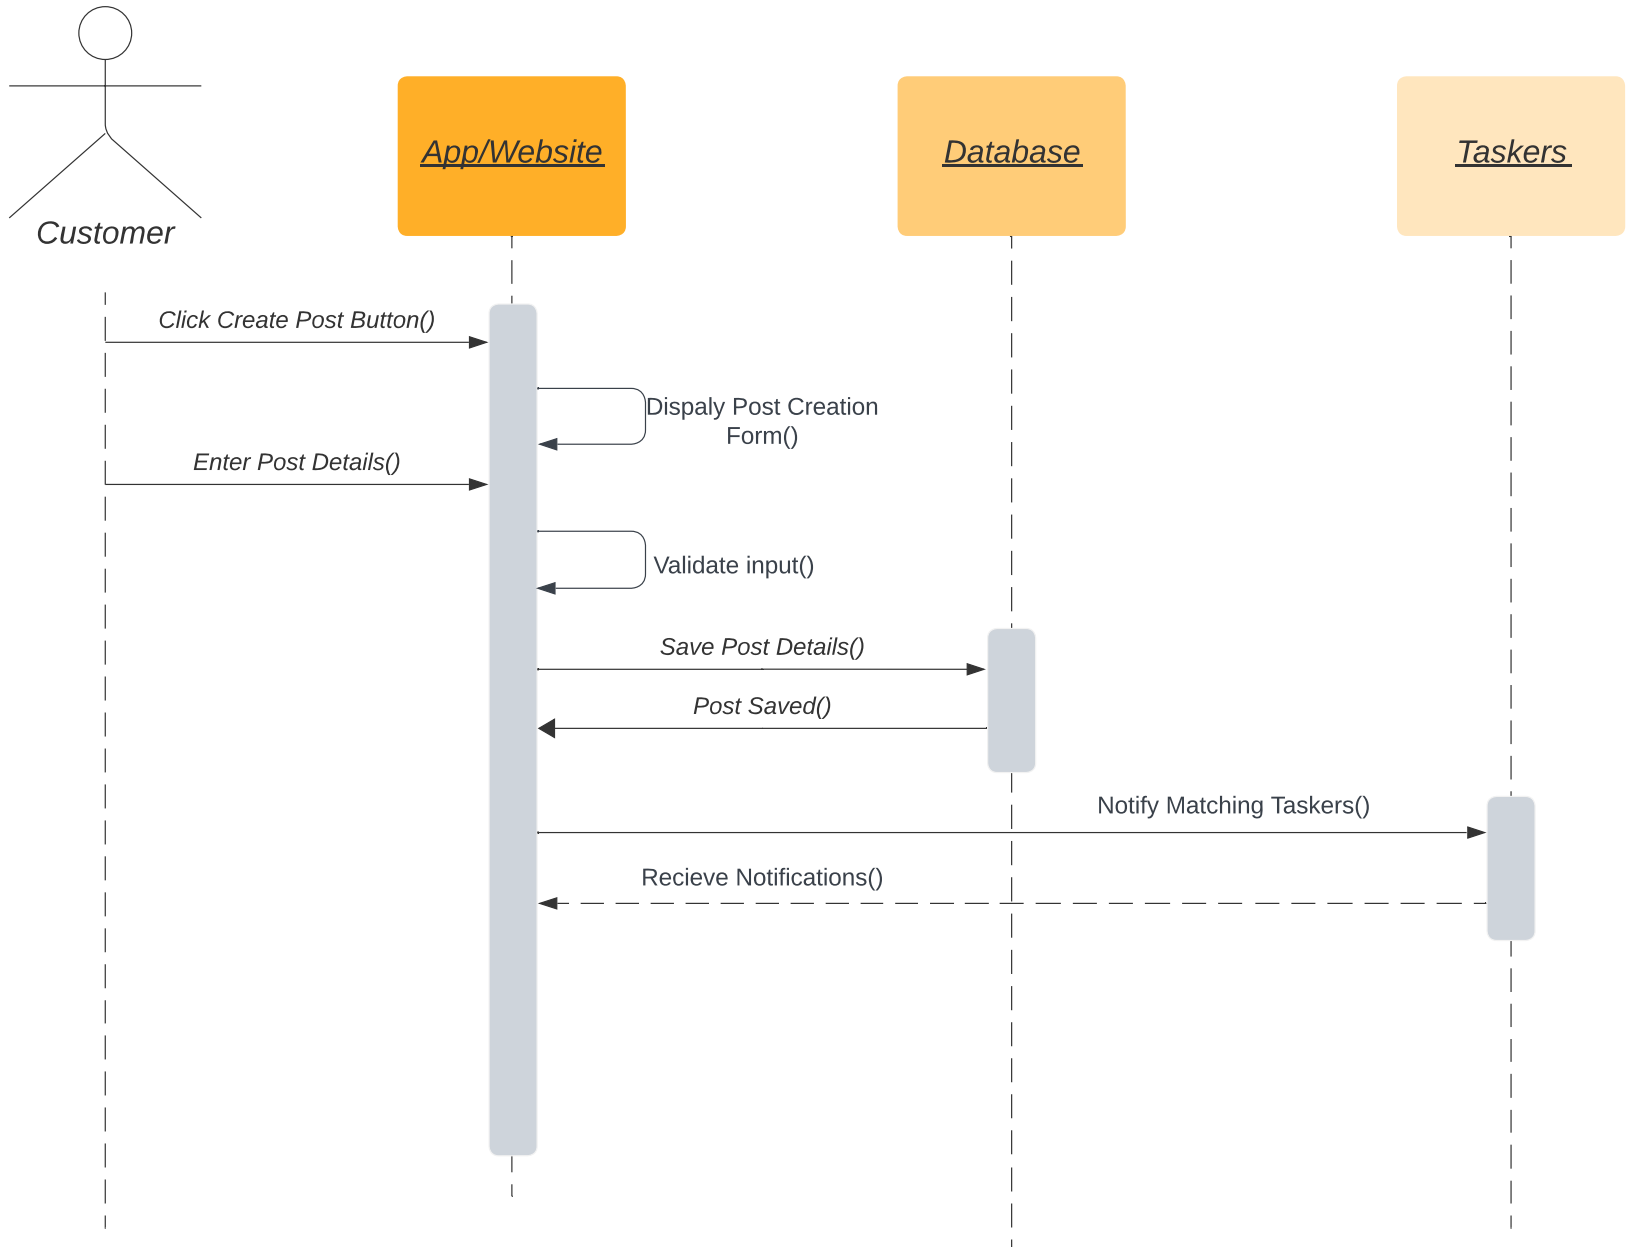 Customer
App/Website
Database
Taskers
Click Create Post Button()
Dispaly Post Creation
Form()
Enter Post Details()
Validate input()
Save Post Details()
Post Saved()
Notify Matching Taskers()
Recieve Notifications()